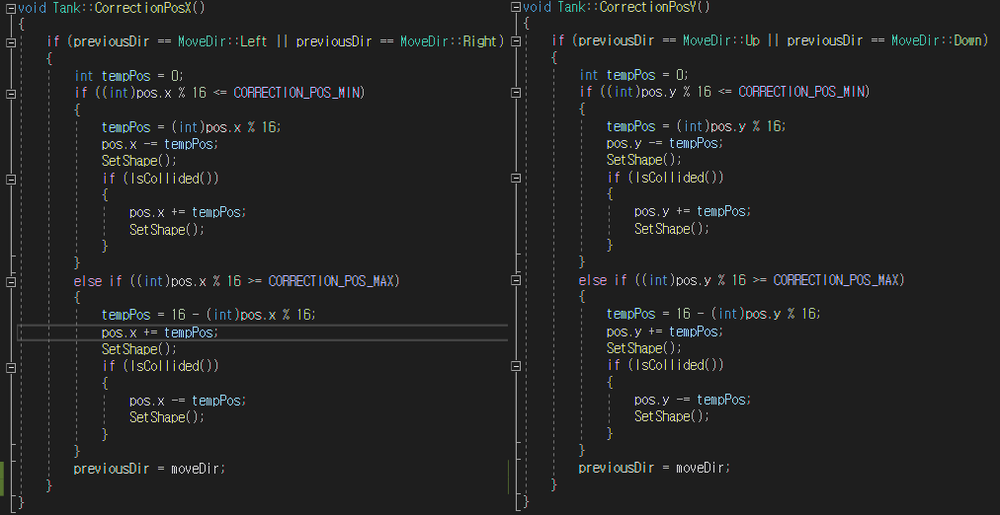 void Tank::CorrectionPosX()
{
if (previousDir == MoveDir::Left || previousDir == MoveDir::Right)
{
int tempPos = 0;
if ((int)pos.x % 16 <= CORRECTION_POS_MIN)
{
tempPos = (int)pos.x % 16;
pos.x -= tempPos;
SetShape();
if (IsCollided())
{
pos.x += tempPos;
SetShape();
}
}
else if ((int)pos.x % 16 >= CORRECTION_POS_MAX)
{
tempPos = 16 - (int)pos.x % 16;
pos.x += tempPos;
SetShape();
if (IsCollided())
{
pos.x -= tempPos;
SetShape();
}
}
previousDir = moveDir;
}
}
void Tank::CorrectionPosY()
{
if (previousDir == MoveDir::Up || previousDir == MoveDir::Down)
{
int tempPos = 0;
if ((int)pos.y % 16 <= CORRECTION_POS_MIN)
{
tempPos = (int)pos.y % 16;
pos.y -= tempPos;
SetShape();
if (IsCollided())
{
pos.y += tempPos;
SetShape();
}
}
else if ((int)pos.y % 16 >= CORRECTION_POS_MAX)
{
tempPos = 16 - (int)pos.y % 16;
pos.y += tempPos;
SetShape();
if (IsCollided())
{
pos.y -= tempPos;
SetShape();
}
}
previousDir = moveDir;
}
}